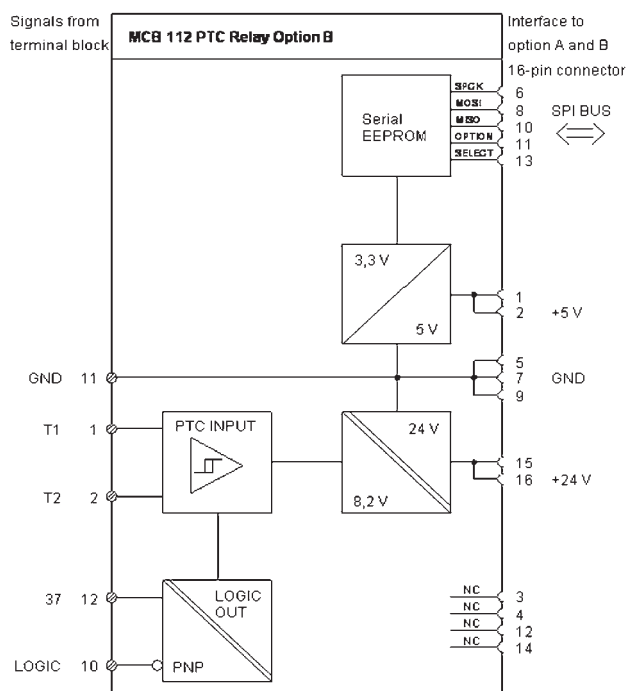 Signals from
terminal block
MCB 112 PTC Relay Option B
Interface to
option A and B
16-pin connector
Serial
EEPROM
SPCK 6
MOSI 8
MISO 10
OPTION 11
SELECT 13
SPI BUS
3,3 V
5 V
1
2 +5 V
GND 11
5
7 GND
9
T1 1
PTC INPUT
24 V
8,2 V
15
16 +24 V
T2 2
37 12
LOGIC
OUT
NC 3
NC 4
NC 12
NC 14
LOGIC 10
PNP